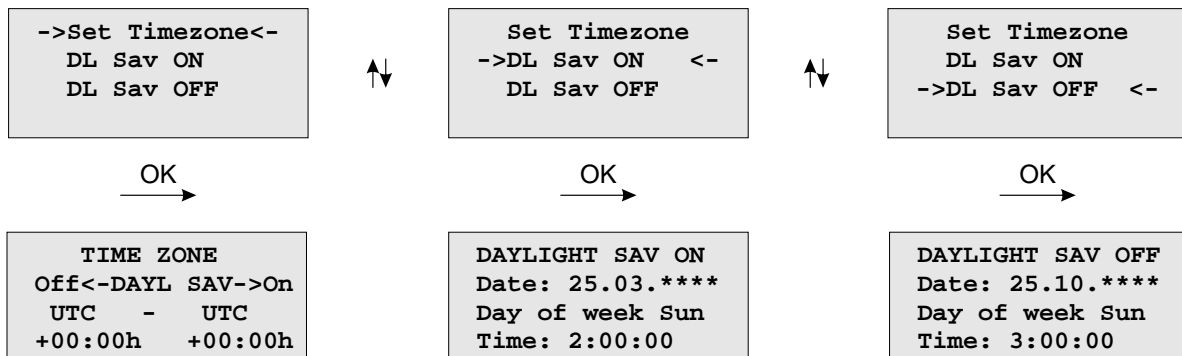 ->Set Timezone<-
DL Sav ON
DL Sav OFF
Set Timezone
->DL Sav ON <-
DL Sav OFF
Set Timezone
DL Sav ON
->DL Sav OFF <-
OK
OK
OK
TIME ZONE
Off<-DAYL SAV->On
UTC - UTC
+00:00h +00:00h
DAYLIGHT SAV ON
Date: 25.03.****
Day of week Sun
Time: 2:00:00
DAYLIGHT SAV OFF
Date: 25.10.****
Day of week Sun
Time: 3:00:00